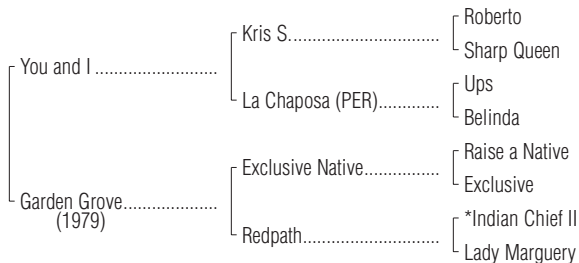 Roberto
Kris S.
Sharp Queen
You and I
Ups
La Chaposa (PER)
Belinda
Raise a Native
Exclusive Native
Exclusive
Garden Grove
(1979)
*Indian Chief II
Redpath
Lady Marguery